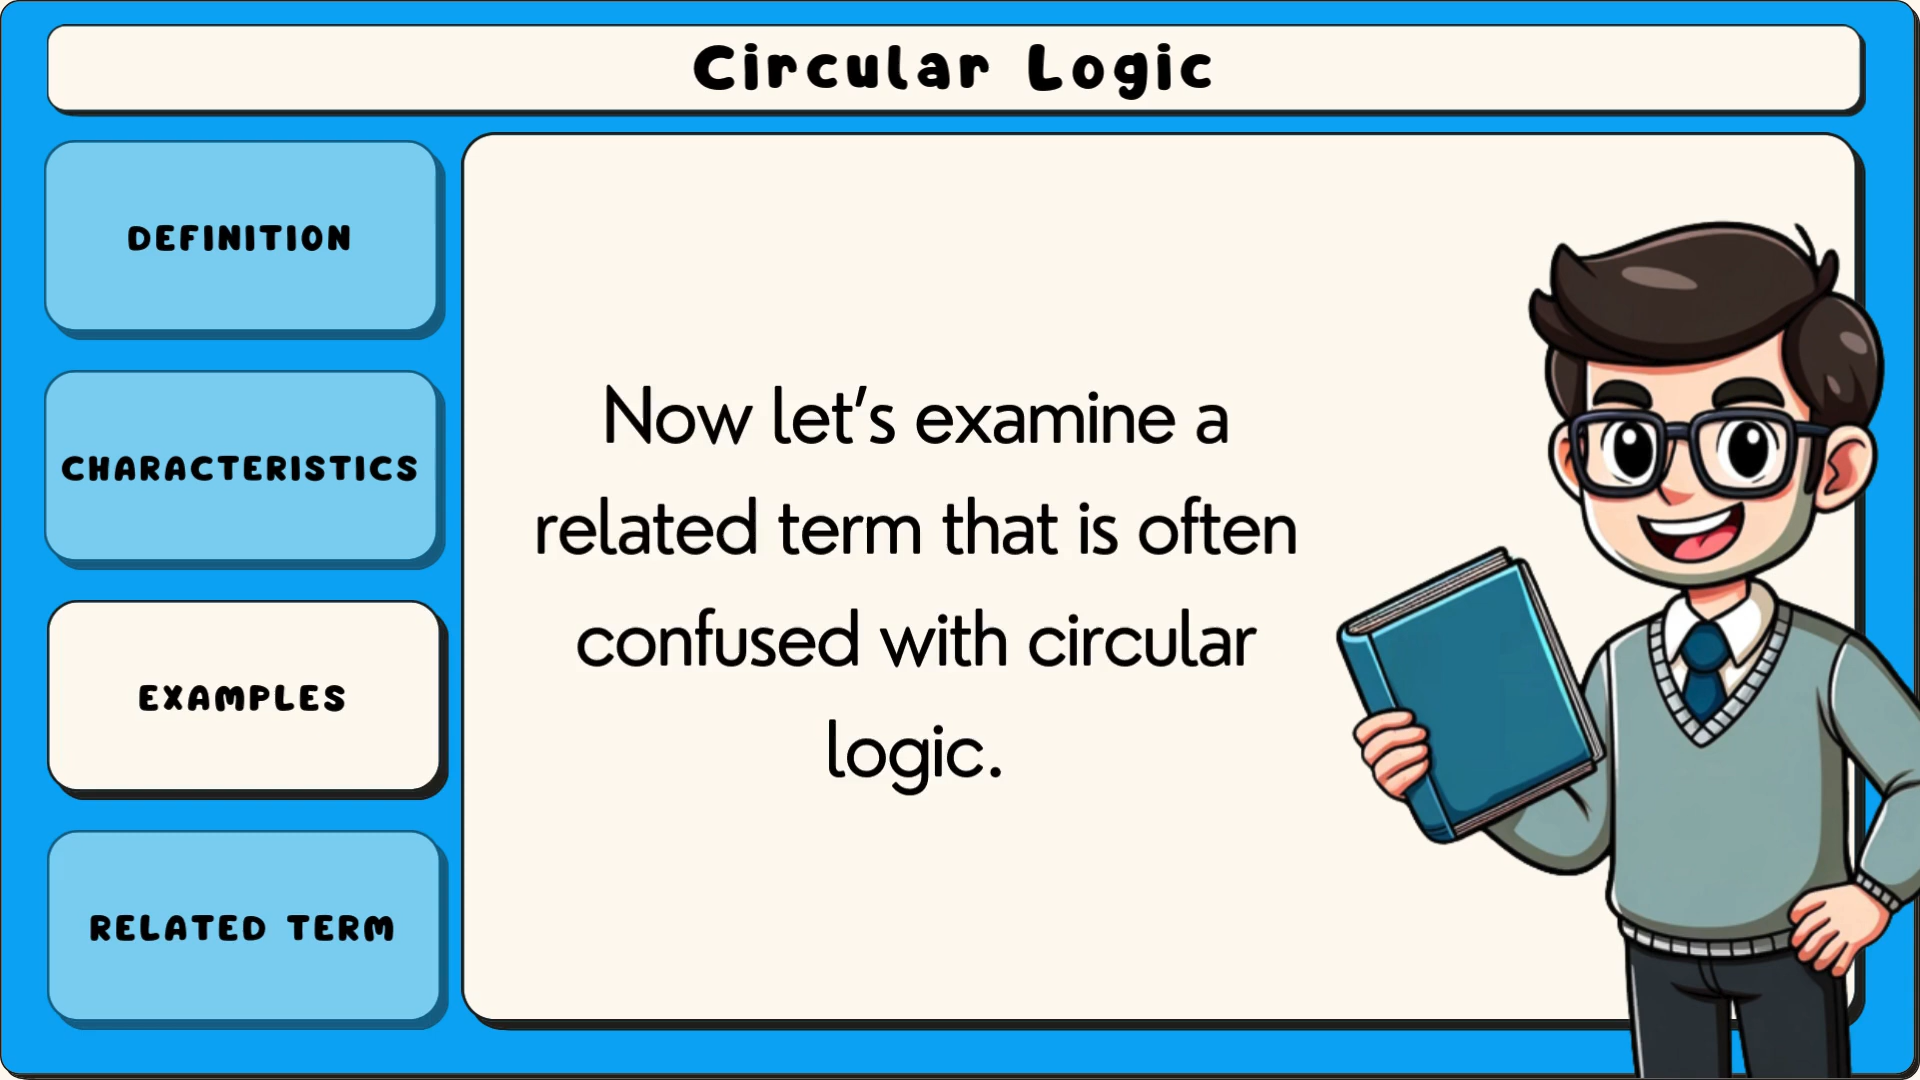 Circular Logic
DEFINITION
CHARACTERISTICS
EXAMPLES
RELATED TERM
Now let's examine a
related term that is often
confused with circular
logic.